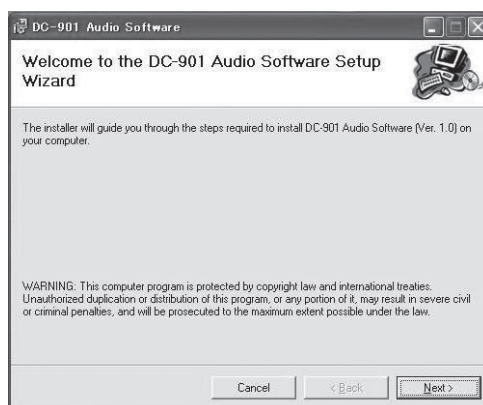 DC-901 Audio Software
Welcome to the DC-901 Audio Software Setup
Wizard
The installer will guide you through the steps required to install DC-901 Audio Software (Ver. 1.0) on
your computer.
WARNING: This computer program is protected by copyright law and international treaties.
Unauthorized duplication or distribution of this program, or any portion of it, may result in severe civil
or criminal penalties, and will be prosecuted to the maximum extent possible under the law.
Cancel
< Back
Next >